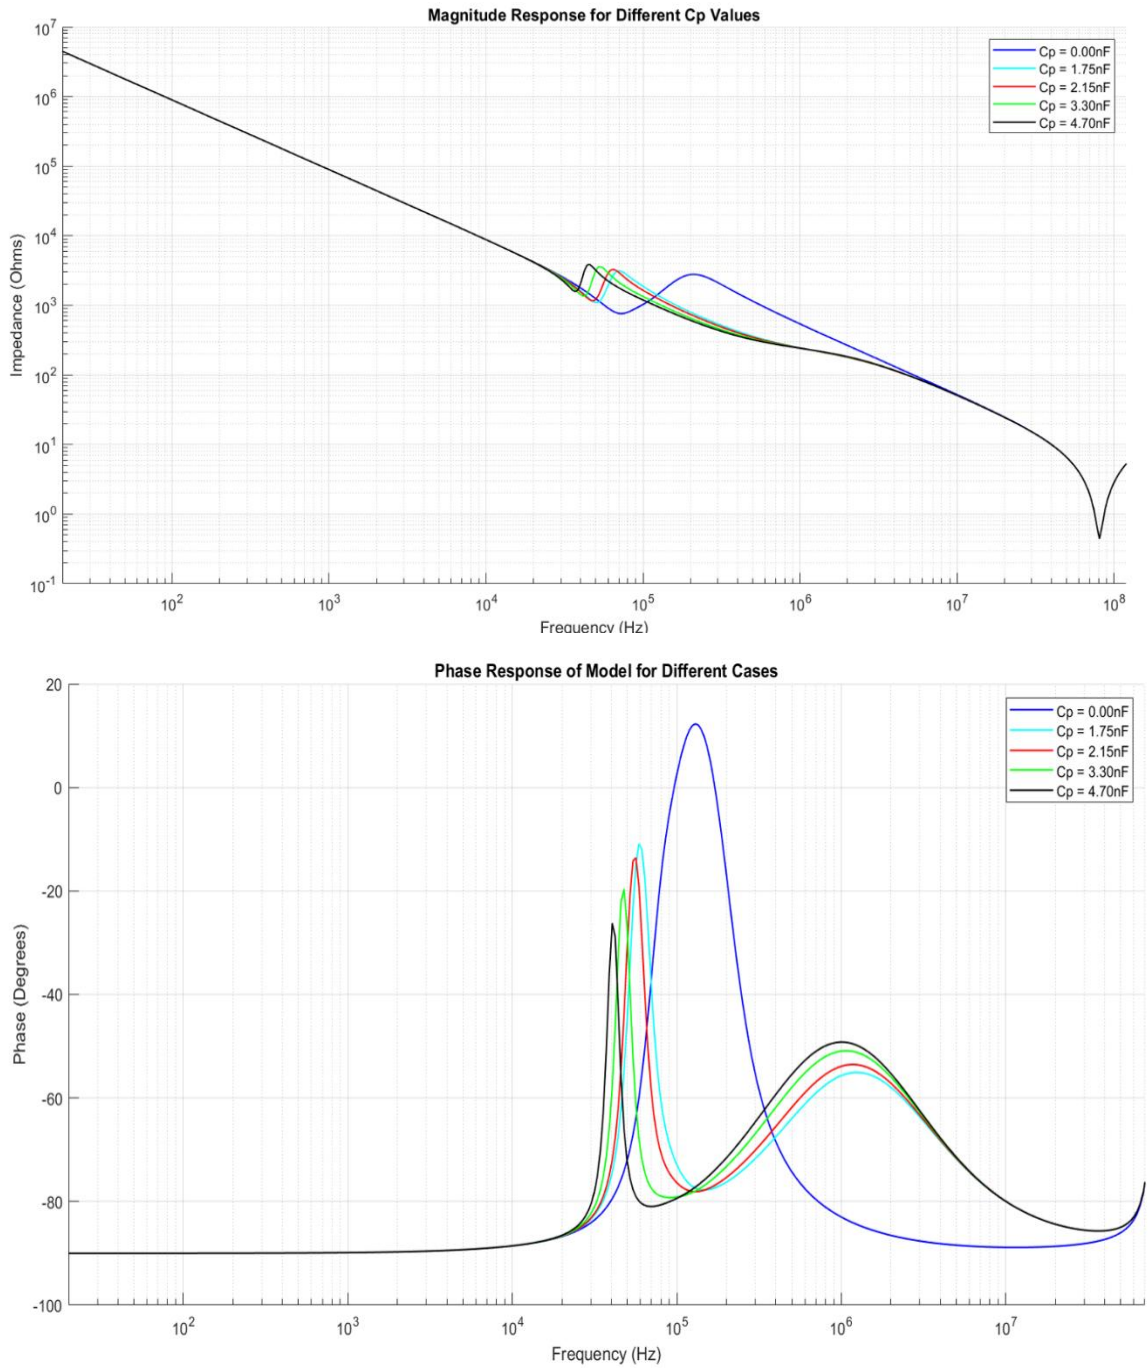 Magnitude Response for Different Cp Values
10^7
10^6
10^5
10^4
10^3
10^2
10^1
10^0
10^-1
Impedance (Ohms)
Cp = 0.00nF
Cp = 1.75nF
Cp = 2.15nF
Cp = 3.30nF
Cp = 4.70nF
10^2 10^3 10^4 10^5 10^6 10^7 10^8
Frequency (Hz)
Phase Response of Model for Different Cases
20
0
-20
-40
-60
-80
-100
Phase (Degrees)
Cp = 0.00nF
Cp = 1.75nF
Cp = 2.15nF
Cp = 3.30nF
Cp = 4.70nF
10^2 10^3 10^4 10^5 10^6 10^7
Frequency (Hz)